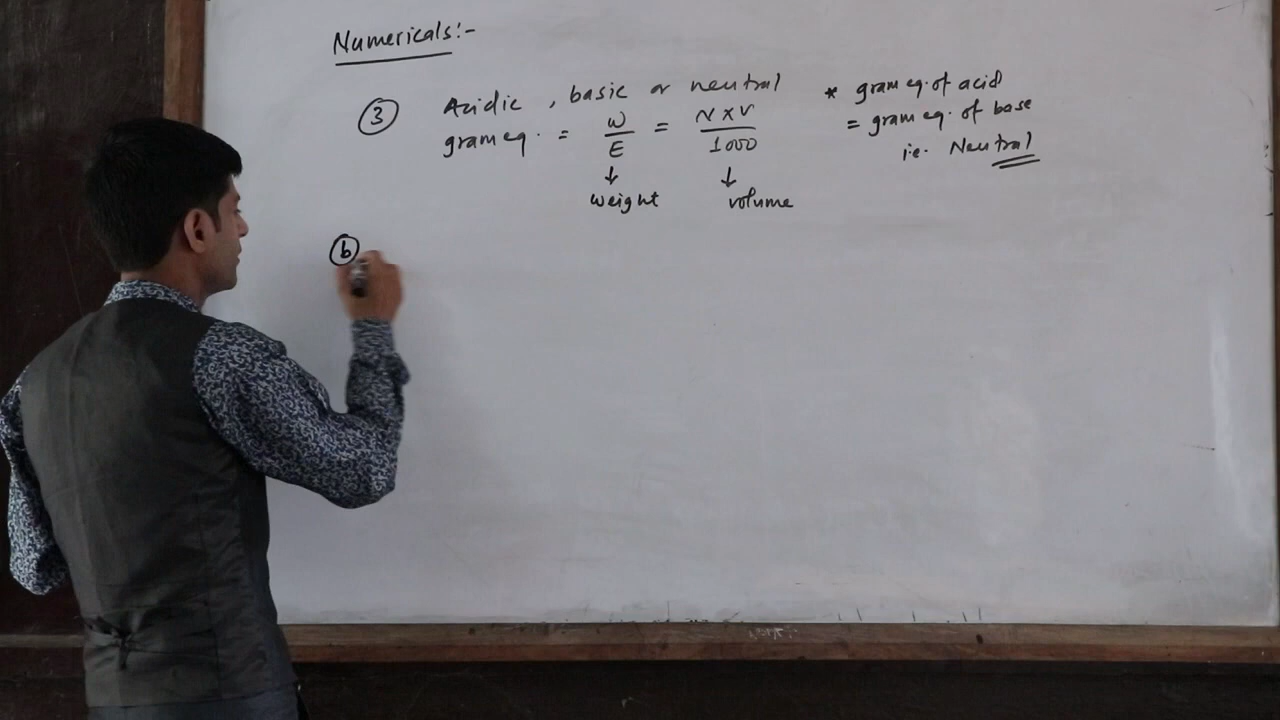 Numericals:-
③ Acidic, basic or neutral
gram eq. = W/E = N×V/1000
↓ ↓
weight volume
* gram eq. of acid
= gram eq. of base
i.e. Neutral
ⓑ